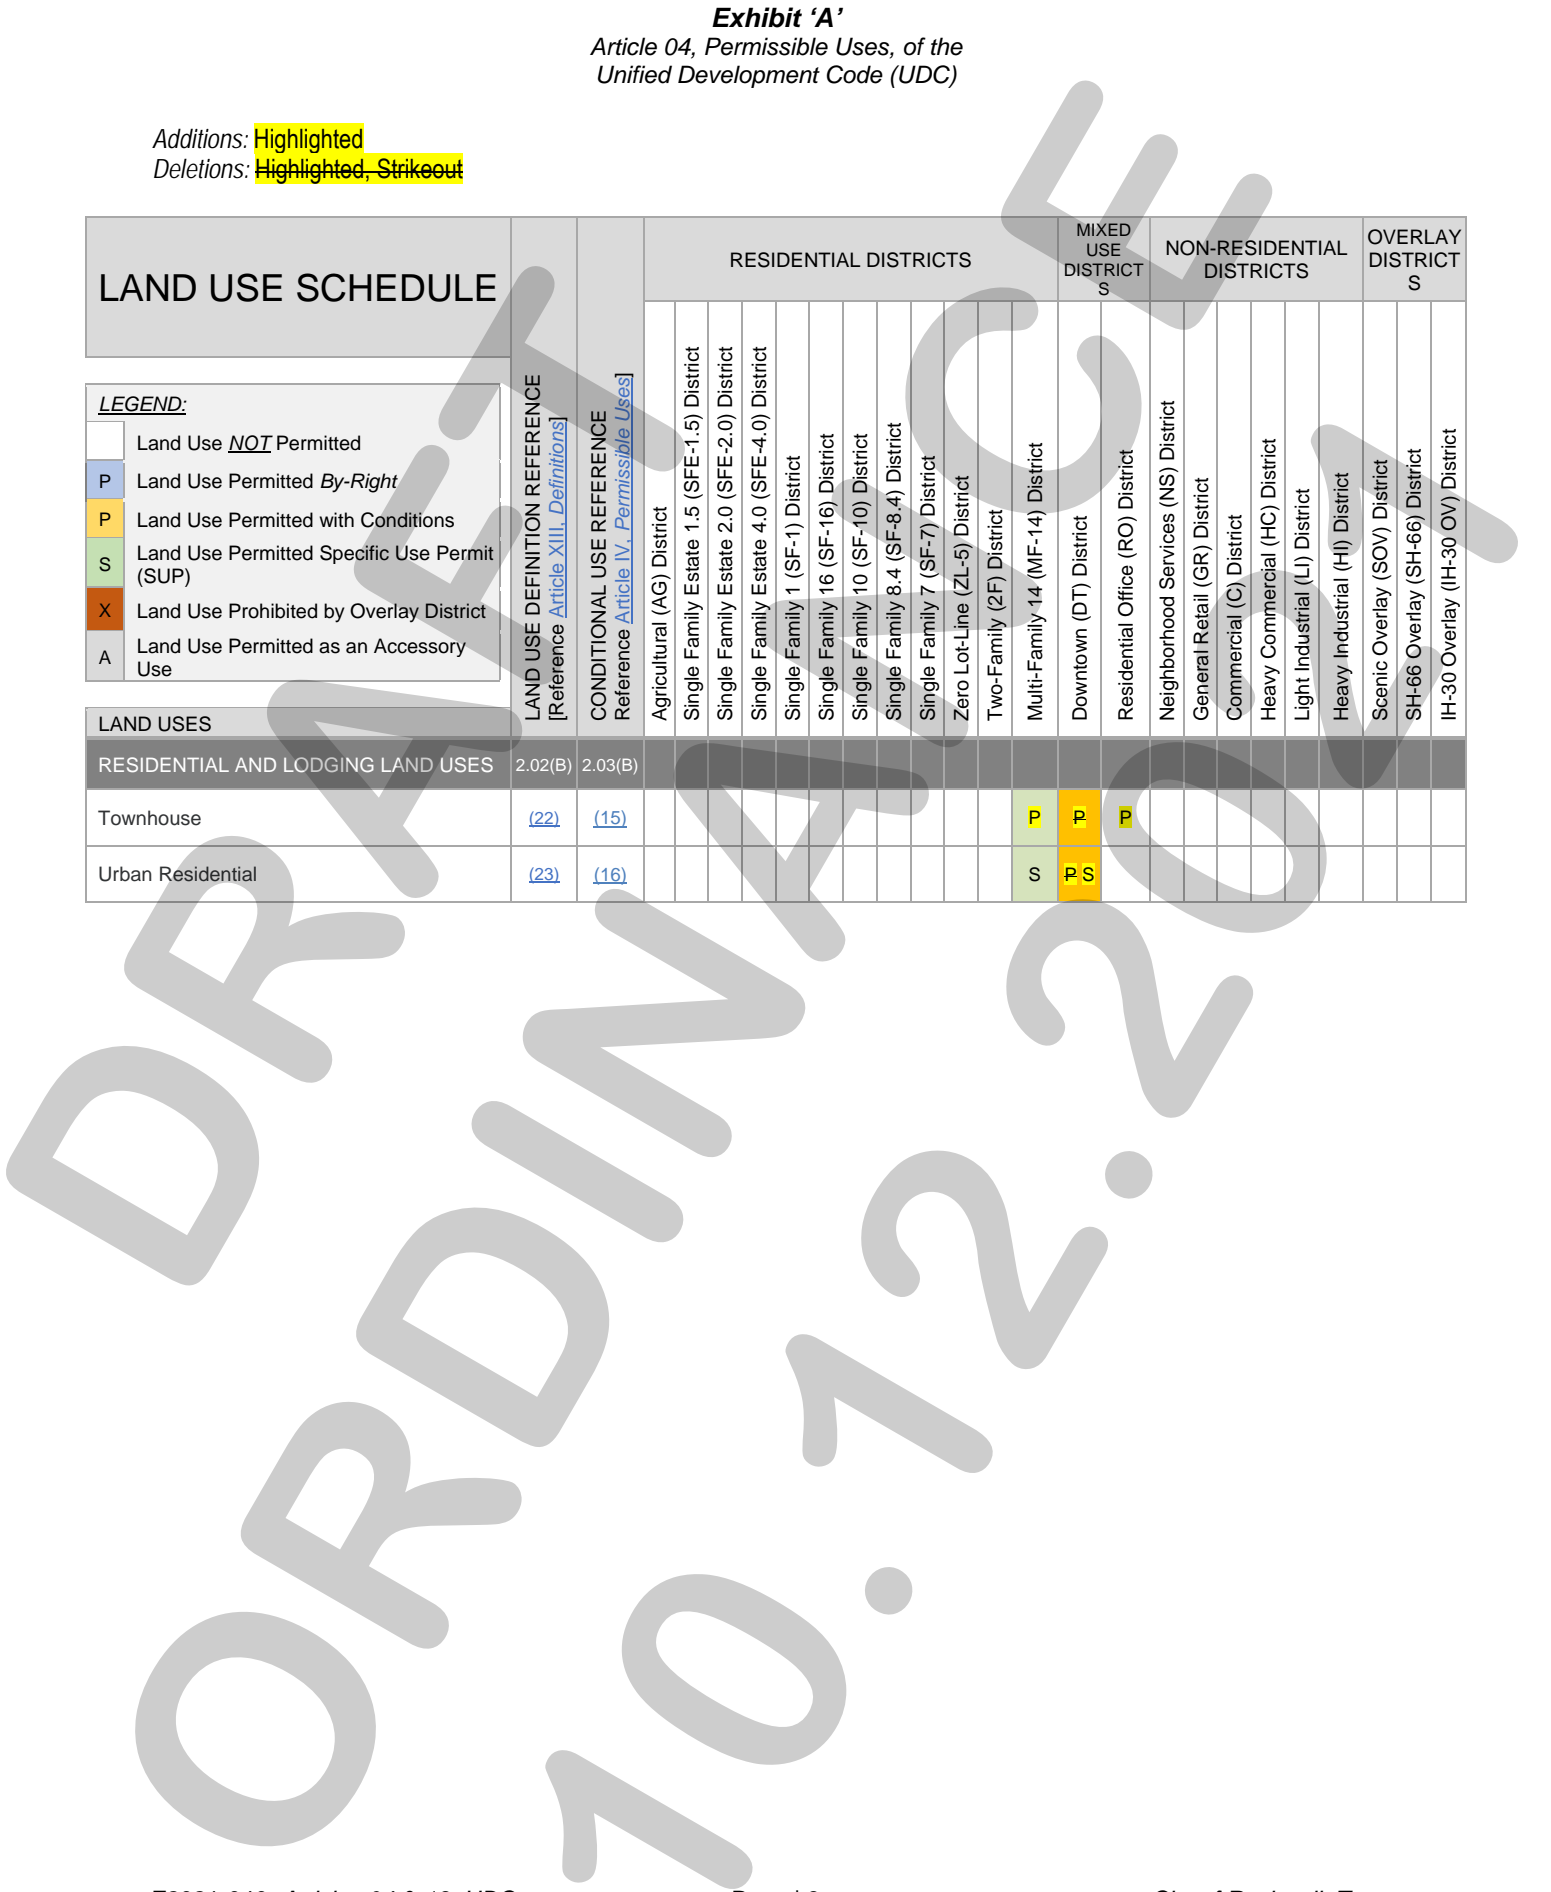 Exhibit ‘A’
Article 04, Permissible Uses, of the
Unified Development Code (UDC)
Additions: Highlighted
Deletions: Highlighted, Strikeout
LAND USE SCHEDULE
LEGEND:
Land Use NOT Permitted
P Land Use Permitted By-Right
P Land Use Permitted with Conditions
S Land Use Permitted Specific Use Permit
(SUP)
X Land Use Prohibited by Overlay District
A Land Use Permitted as an Accessory
Use
LAND USES
LAND USE DEFINITION REFERENCE
[Reference Article XIII, Definitions]
CONDITIONAL USE REFERENCE
Reference Article IV, Permissible Uses]
RESIDENTIAL DISTRICTS
MIXED
USE
DISTRICT
S
NON-RESIDENTIAL
DISTRICTS
OVERLAY
DISTRICT
S
Agricultural (AG) District
Single Family Estate 1.5 (SFE-1.5) District
Single Family Estate 2.0 (SFE-2.0) District
Single Family Estate 4.0 (SFE-4.0) District
Single Family 1 (SF-1) District
Single Family 16 (SF-16) District
Single Family 10 (SF-10) District
Single Family 8.4 (SF-8.4) District
Single Family 7 (SF-7) District
Zero Lot-Line (ZL-5) District
Two-Family (2F) District
Multi-Family 14 (MF-14) District
Downtown (DT) District
Residential Office (RO) District
Neighborhood Services (NS) District
General Retail (GR) District
Commercial (C) District
Heavy Commercial (HC) District
Light Industrial (LI) District
Heavy Industrial (HI) District
Scenic Overlay (SOV) District
SH-66 Overlay (SH-66) District
IH-30 Overlay (IH-30 OV) District
RESIDENTIAL AND LODGING LAND USES 2.02(B) 2.03(B)
Townhouse (22) (15) P P P
Urban Residential (23) (16) S P S
DRAFT
ORDINANCE
10.12.2021